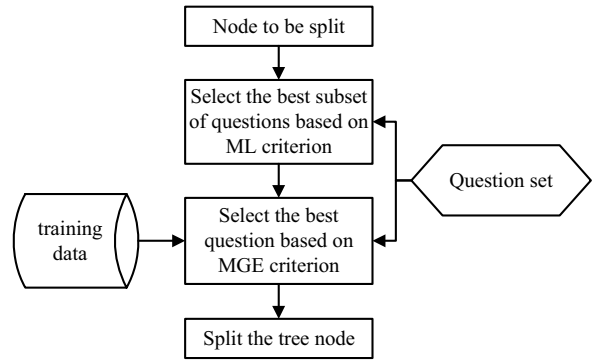 Node to be split
Select the best subset
of questions based on
ML criterion
Question set
training
data
Select the best
question based on
MGE criterion
Split the tree node